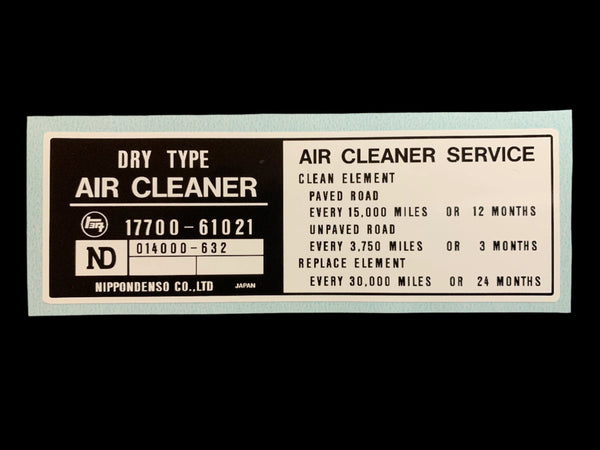 DRY TYPE
AIR CLEANER
17700-61021
ND
014000-632
NIPPONDENSO CO.,LTD JAPAN
AIR CLEANER SERVICE
CLEAN ELEMENT
PAVED ROAD
EVERY 15,000 MILES OR 12 MONTHS
UNPAVED ROAD
EVERY 3,750 MILES OR 3 MONTHS
REPLACE ELEMENT
EVERY 30,000 MILES OR 24 MONTHS